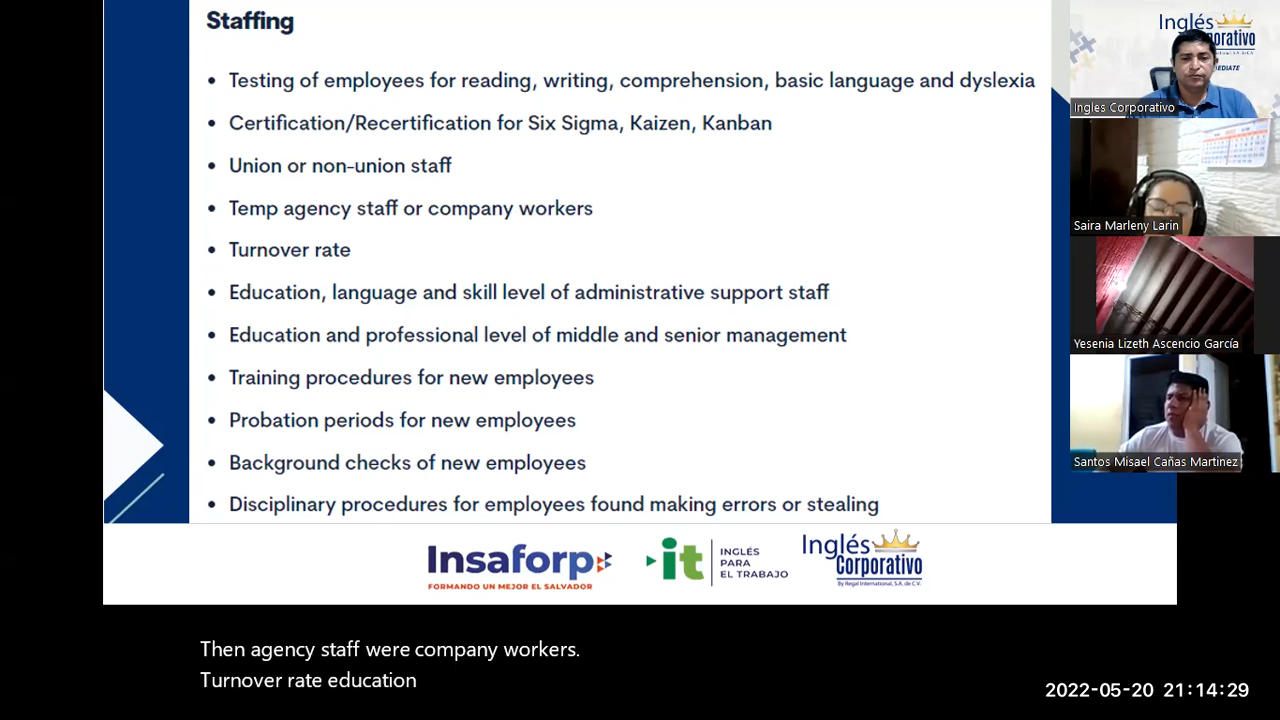 Staffing
• Testing of employees for reading, writing, comprehension, basic language and dyslexia
• Certification/Recertification for Six Sigma, Kaizen, Kanban
• Union or non-union staff
• Temp agency staff or company workers
• Turnover rate
• Education, language and skill level of administrative support staff
• Education and professional level of middle and senior management
• Training procedures for new employees
• Probation periods for new employees
• Background checks of new employees
• Disciplinary procedures for employees found making errors or stealing
Insaforp
FORMANDO UN MEJOR EL SALVADOR
it
INGLÉS
PARA
EL TRABAJO
Inglés
Corporativo
By Regal International, S.A. de C.V.
Inglés
Ingles Corporativo
Saira Marleny Larin
Yesenia Lizeth Ascencio García
Santos Misael Cañas Martinez
Then agency staff were company workers.
Turnover rate education
2022-05-20 21:14:29